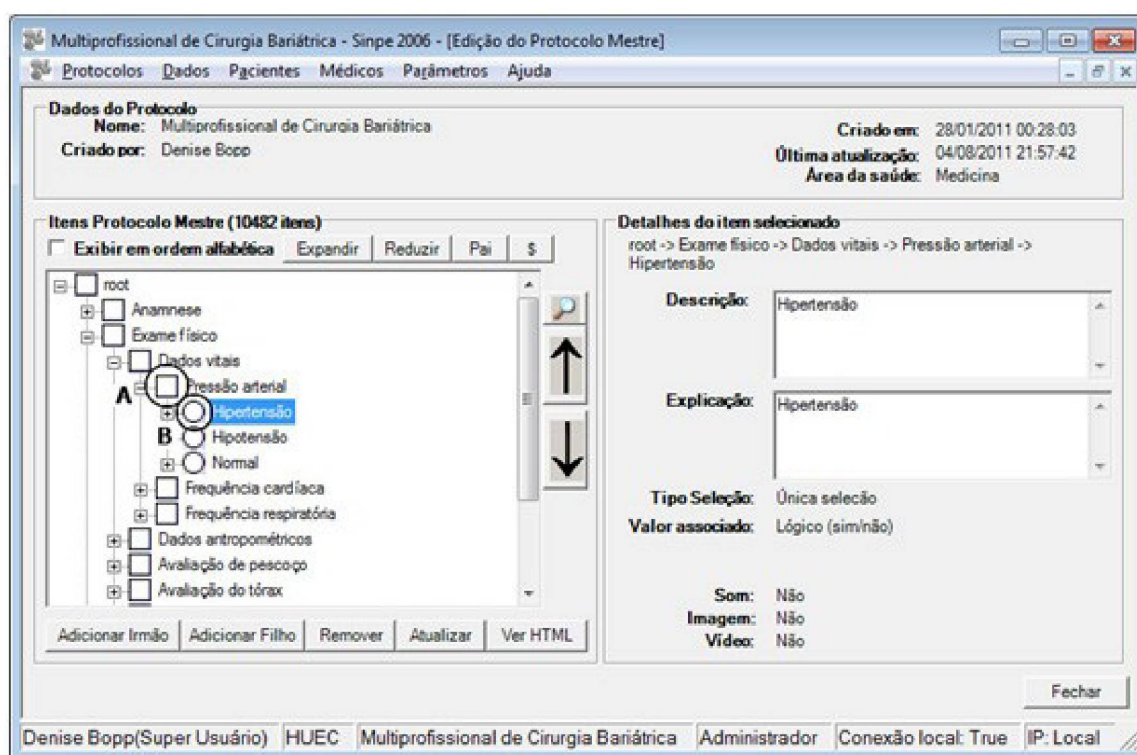 Multiprofissional de Cirurgia Bariátrica - Sinpe 2006 - [Edição do Protocolo Mestre]
Protocolos Dados Pacientes Médicos Parâmetros Ajuda
Dados do Protocolo
Nome: Multiprofissional de Cirurgia Bariátrica
Criado por: Denise Bopp
Criado em: 28/01/2011 00:28:03
Última atualização: 04/08/2011 21:57:42
Área da saúde: Medicina
Itens Protocolo Mestre (10482 itens)
Exibir em ordem alfabética Expandir Reduzir Pai $
root
Anamnese
Exame físico
Dados vitais
A Pressão arterial
Hipertensão
B Hipotensão
Normal
Frequência cardíaca
Frequência respiratória
Dados antropométricos
Avaliação de pescoço
Avaliação do tórax
Adicionar Irmão Adicionar Filho Remover Atualizar Ver HTML
Detalhes do item selecionado
root -> Exame físico -> Dados vitais -> Pressão arterial ->
Hipertensão
Descrição: Hipertensão
Explicação: Hipertensão
Tipo Seleção: Única selecão
Valor associado: Lógico (sim/não)
Som: Não
Imagem: Não
Vídeo: Não
Fechar
Denise Bopp(Super Usuário) HUEC Multiprofissional de Cirurgia Bariátrica Administrador Conexão local: True IP: Local